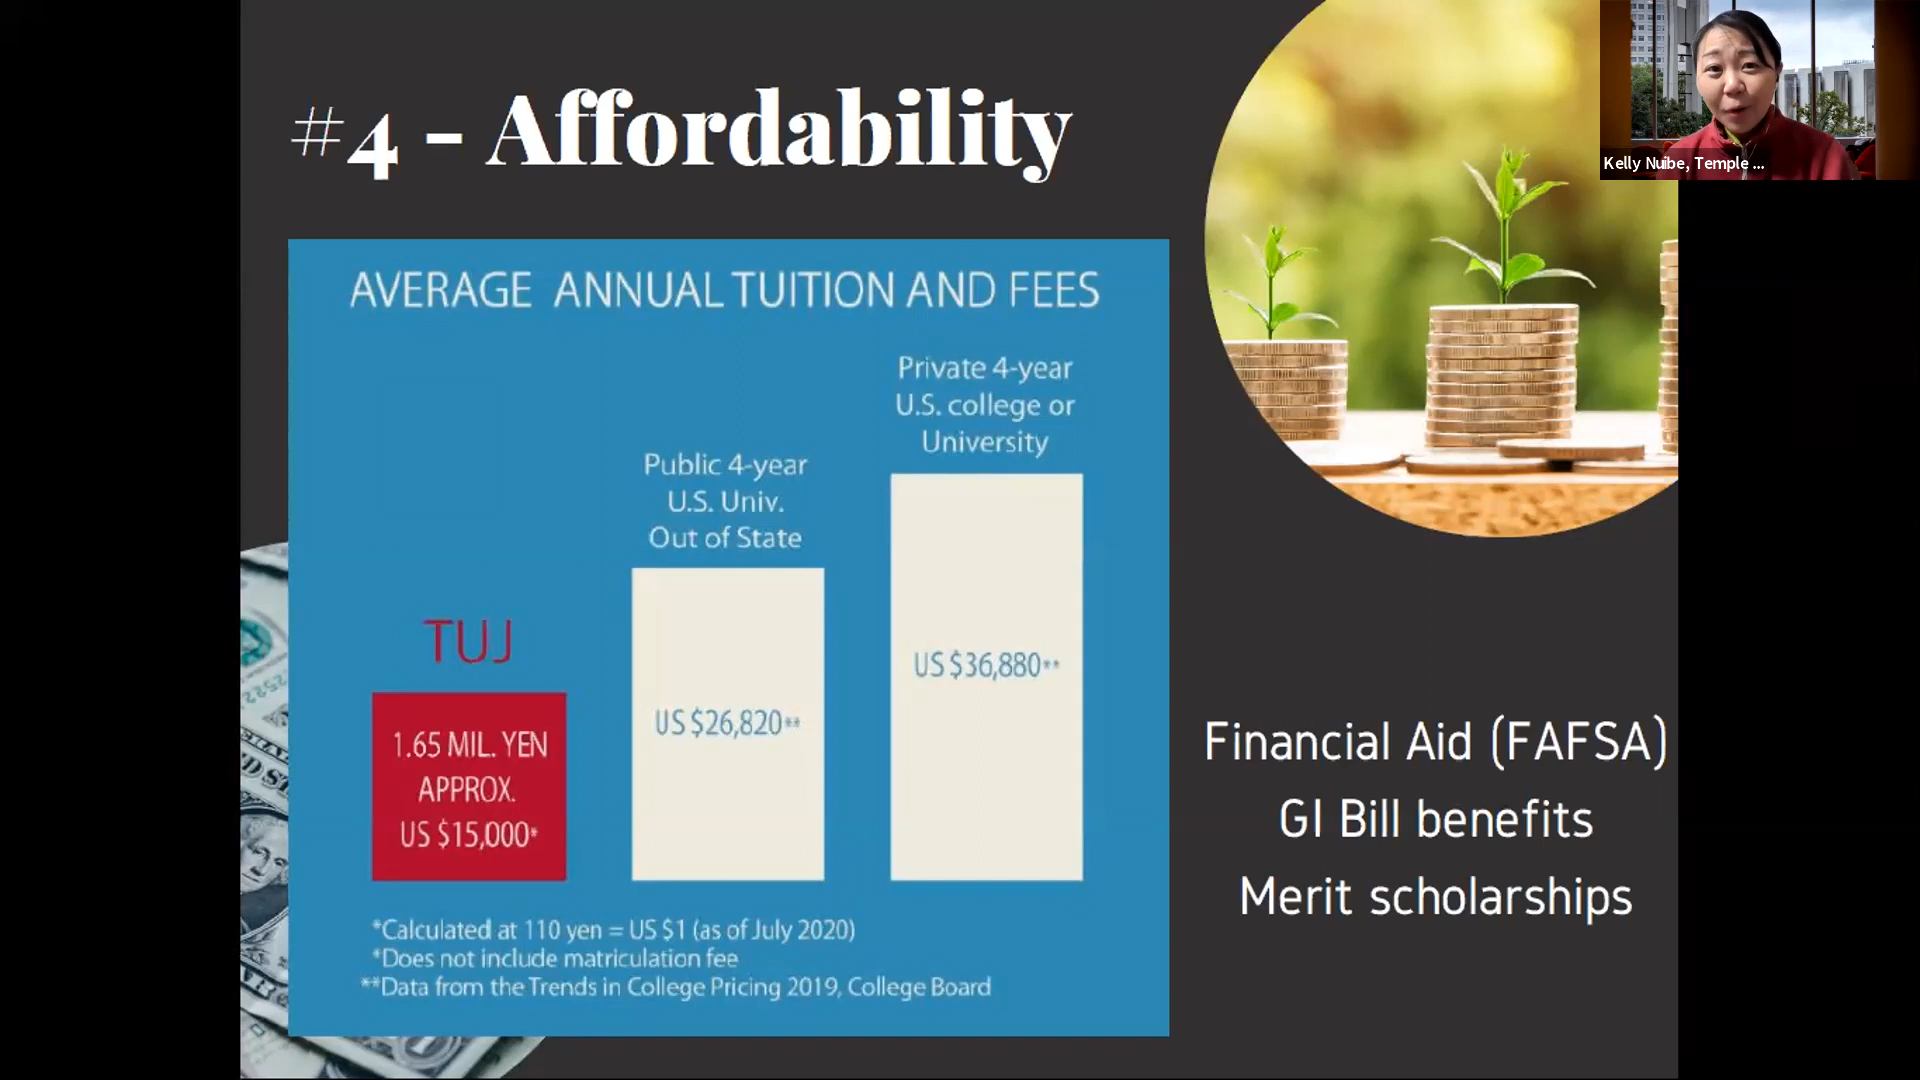 #4 - Affordability
Kelly Nuibe, Temple ...
AVERAGE ANNUAL TUITION AND FEES
Private 4-year
U.S. college or
University
Public 4-year
U.S. Univ.
Out of State
TUJ
1.65 MIL. YEN
APPROX.
US $15,000*
US $26,820**
US $36,880**
*Calculated at 110 yen = US $1 (as of July 2020)
*Does not include matriculation fee
**Data from the Trends in College Pricing 2019, College Board
Financial Aid (FAFSA)
GI Bill benefits
Merit scholarships